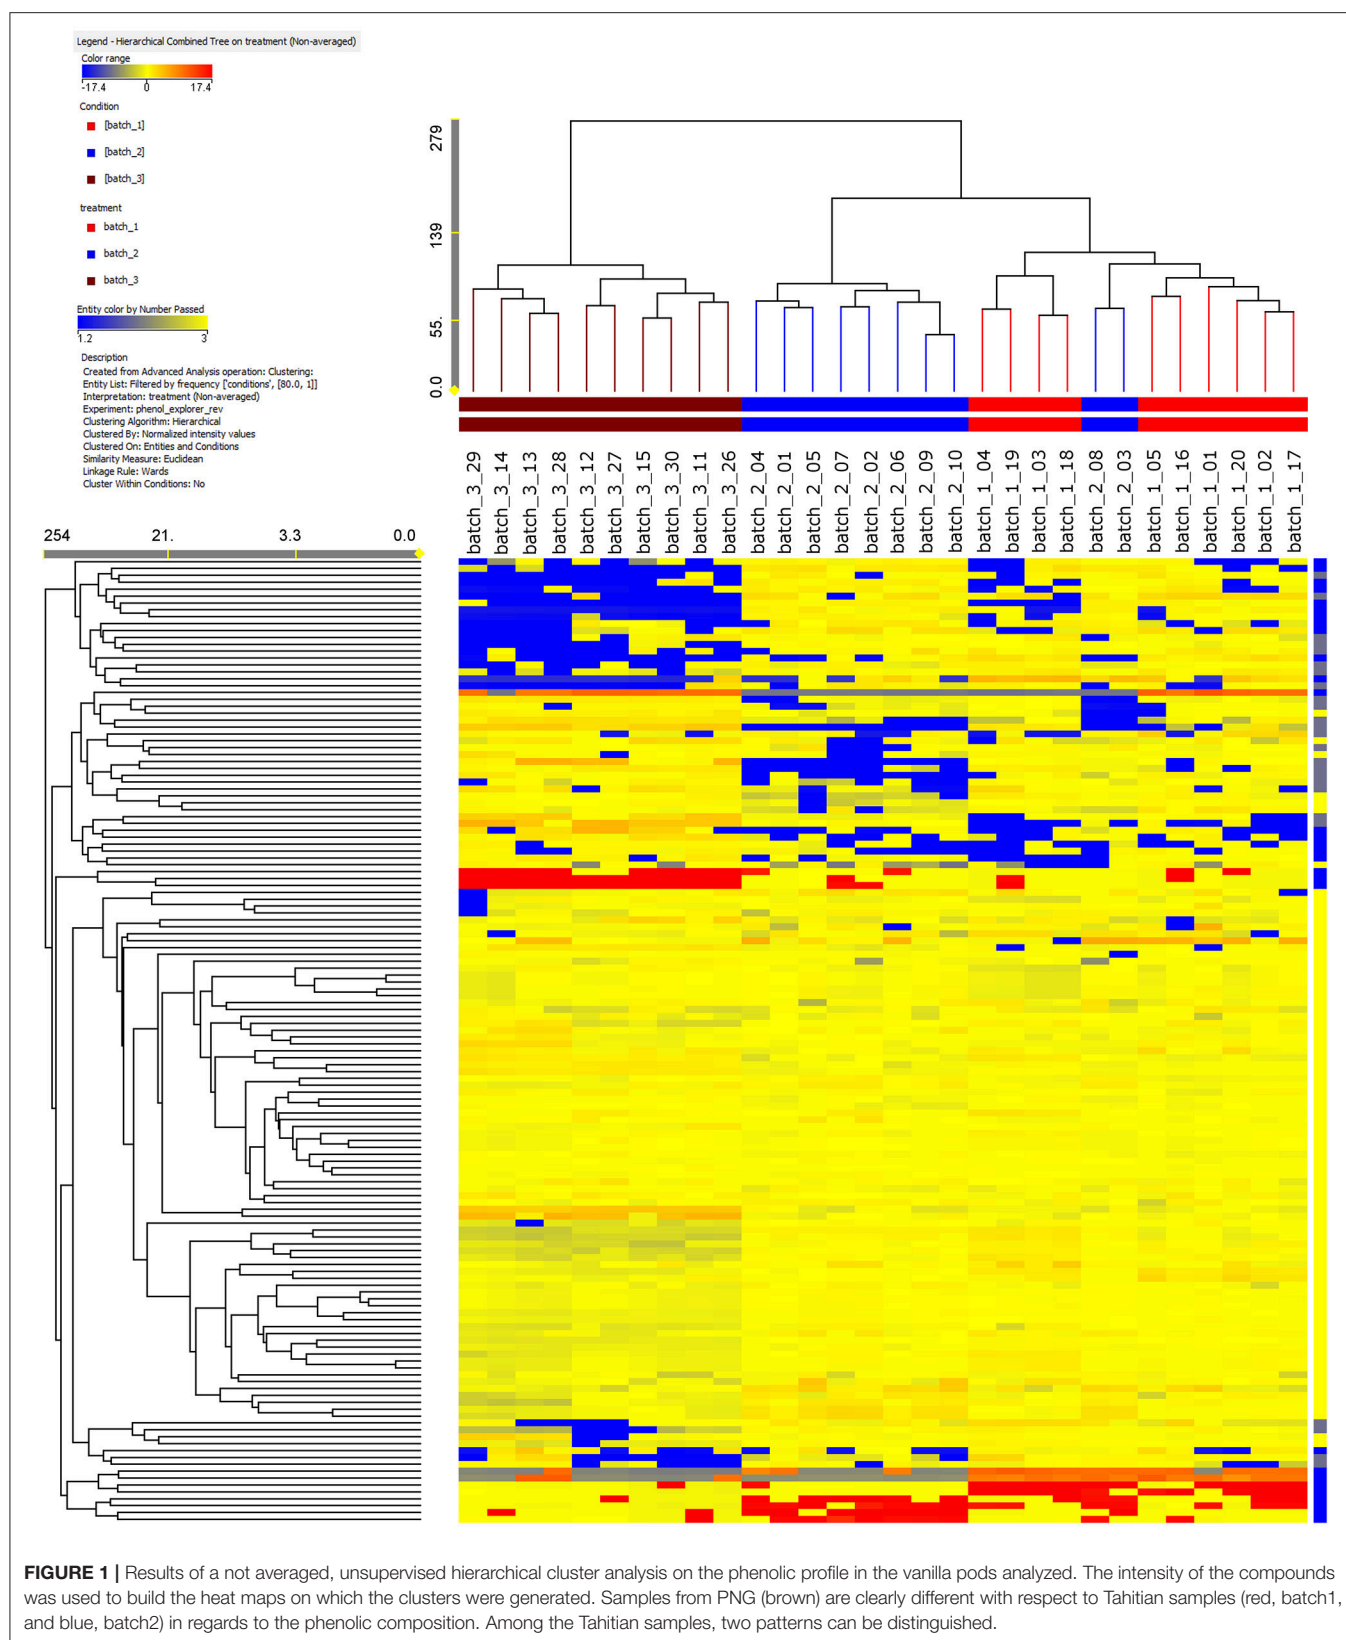 Legend - Hierarchical Combined Tree on treatment (Non-averaged)
Color range
-17.4 0 17.4
Condition
[batch_1]
[batch_2]
[batch_3]
treatment
batch_1
batch_2
batch_3
Entity color by Number Passed
1.2 3
Description
Created from Advanced Analysis operation: Clustering:
Entity List: Filtered by frequency ['conditions', [80.0, 1]]
Interpretation: treatment (Non-averaged)
Experiment: phenol_explorer_rev
Clustering Algorithm: Hierarchical
Clustered By: Normalized intensity values
Clustered On: Entities and Conditions
Similarity Measure: Euclidean
Linkage Rule: Wards
Cluster Within Conditions: No
279
139
55.
0.0
batch_3_29
batch_3_14
batch_3_13
batch_3_28
batch_3_12
batch_3_27
batch_3_15
batch_3_30
batch_3_11
batch_3_26
batch_2_04
batch_2_01
batch_2_05
batch_2_07
batch_2_02
batch_2_06
batch_2_09
batch_2_10
batch_1_04
batch_1_19
batch_1_03
batch_1_18
batch_2_08
batch_2_03
batch_1_05
batch_1_16
batch_1_01
batch_1_20
batch_1_02
batch_1_17
254 21. 3.3 0.0
FIGURE 1 | Results of a not averaged, unsupervised hierarchical cluster analysis on the phenolic profile in the vanilla pods analyzed. The intensity of the compounds
was used to build the heat maps on which the clusters were generated. Samples from PNG (brown) are clearly different with respect to Tahitian samples (red, batch1,
and blue, batch2) in regards to the phenolic composition. Among the Tahitian samples, two patterns can be distinguished.